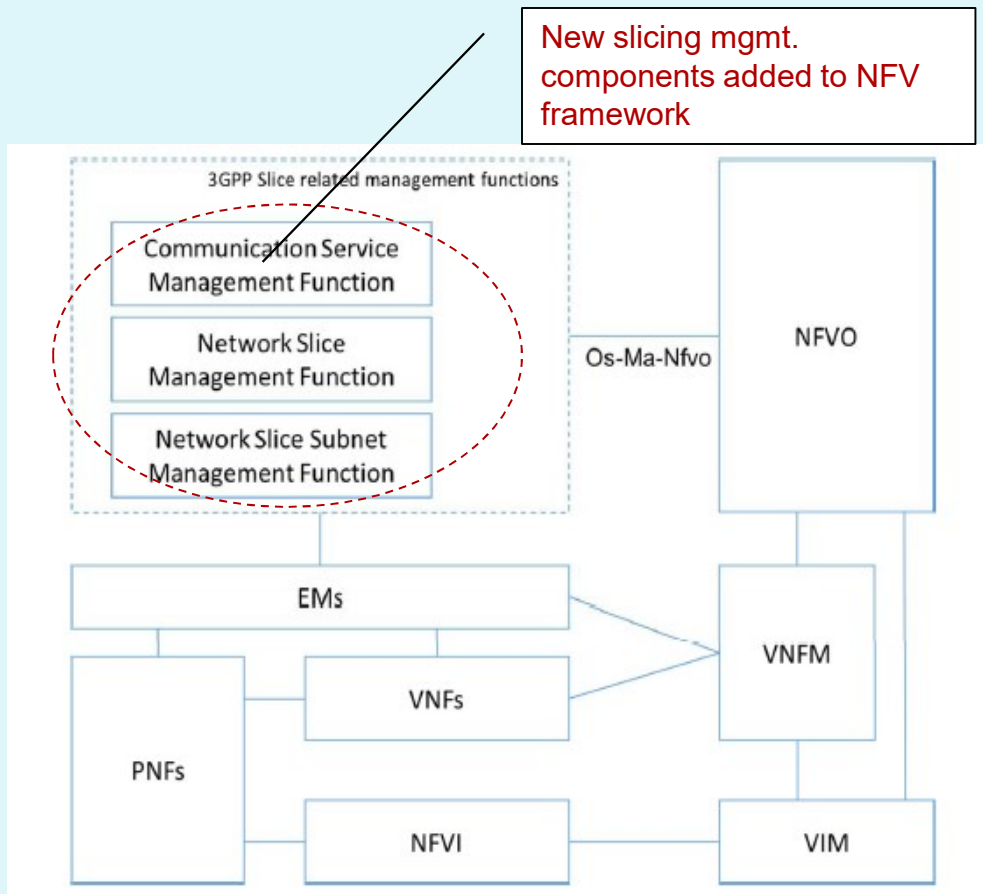 New slicing mgmt.
components added to NFV
framework
3GPP Slice related management functions
Communication Service
Management Function
Network Slice
Management Function
Network Slice Subnet
Management Function
Os-Ma-Nfvo
NFVO
EMs
VNFs
VNFM
PNFs
NFVI
VIM